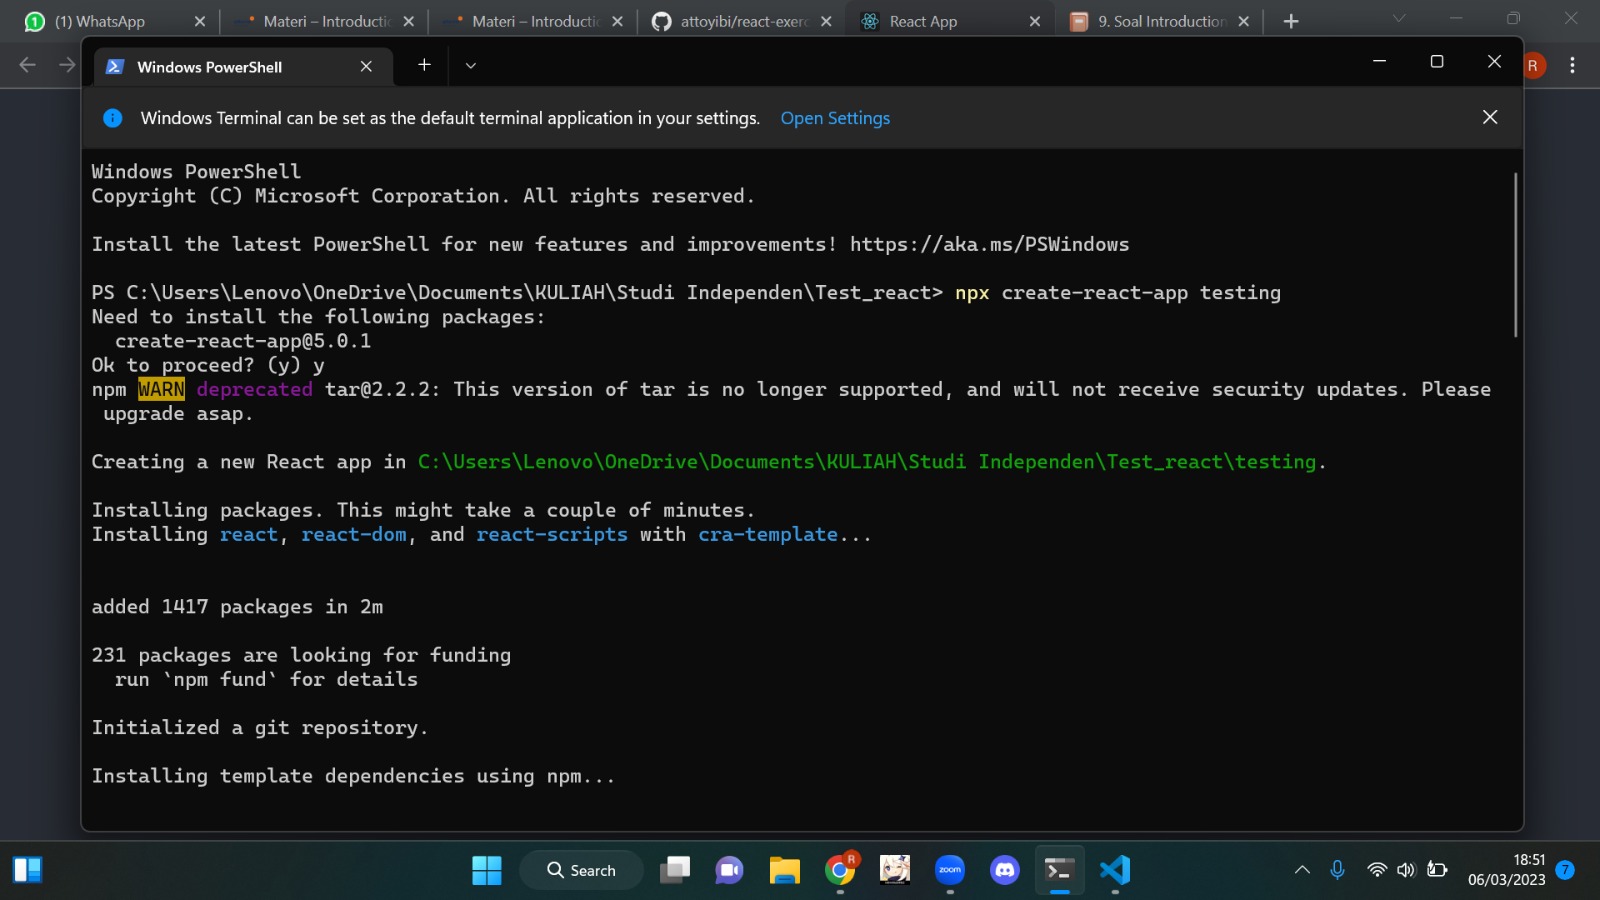 (1) WhatsApp
Materi – Introductic
Materi – Introductic
attoyibi/react-exerc
React App
9. Soal Introduction
Windows PowerShell
R
Windows Terminal can be set as the default terminal application in your settings. Open Settings
Windows PowerShell
Copyright (C) Microsoft Corporation. All rights reserved.
Install the latest PowerShell for new features and improvements! https://aka.ms/PSWindows
PS C:\Users\Lenovo\OneDrive\Documents\KULIAH\Studi Independen\Test_react> npx create-react-app testing
Need to install the following packages:
create-react-app@5.0.1
Ok to proceed? (y) y
npm WARN deprecated tar@2.2.2: This version of tar is no longer supported, and will not receive security updates. Please
upgrade asap.
Creating a new React app in C:\Users\Lenovo\OneDrive\Documents\KULIAH\Studi Independen\Test_react\testing.
Installing packages. This might take a couple of minutes.
Installing react, react-dom, and react-scripts with cra-template...
added 1417 packages in 2m
231 packages are looking for funding
run `npm fund` for details
Initialized a git repository.
Installing template dependencies using npm...
Search
R
zoom
18:51
06/03/2023
7